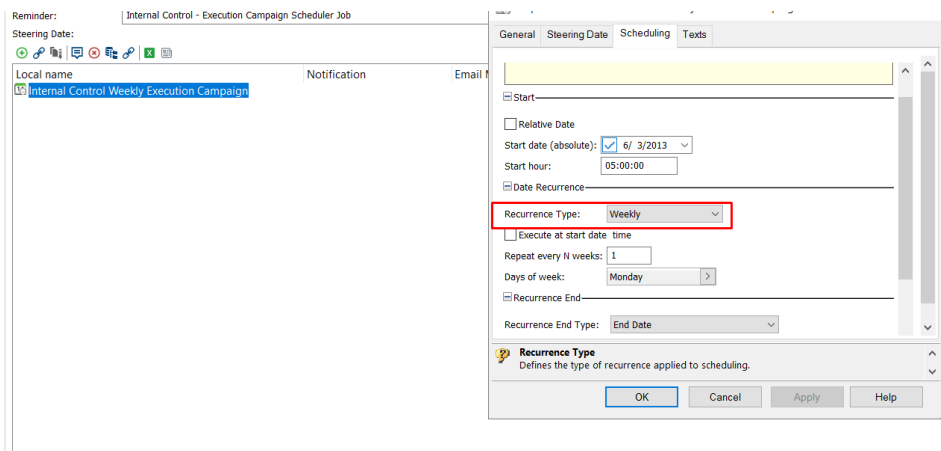 Reminder: Internal Control - Execution Campaign Scheduler Job
Steering Date:
Local name Notification Email
Internal Control Weekly Execution Campaign
General Steering Date Scheduling Texts
Start
Relative Date
Start date (absolute): 6/ 3/2013
Start hour: 05:00:00
Date Recurrence
Recurrence Type: Weekly
Execute at start date time
Repeat every N weeks: 1
Days of week: Monday >
Recurrence End
Recurrence End Type: End Date
Recurrence Type
Defines the type of recurrence applied to scheduling.
OK Cancel Apply Help